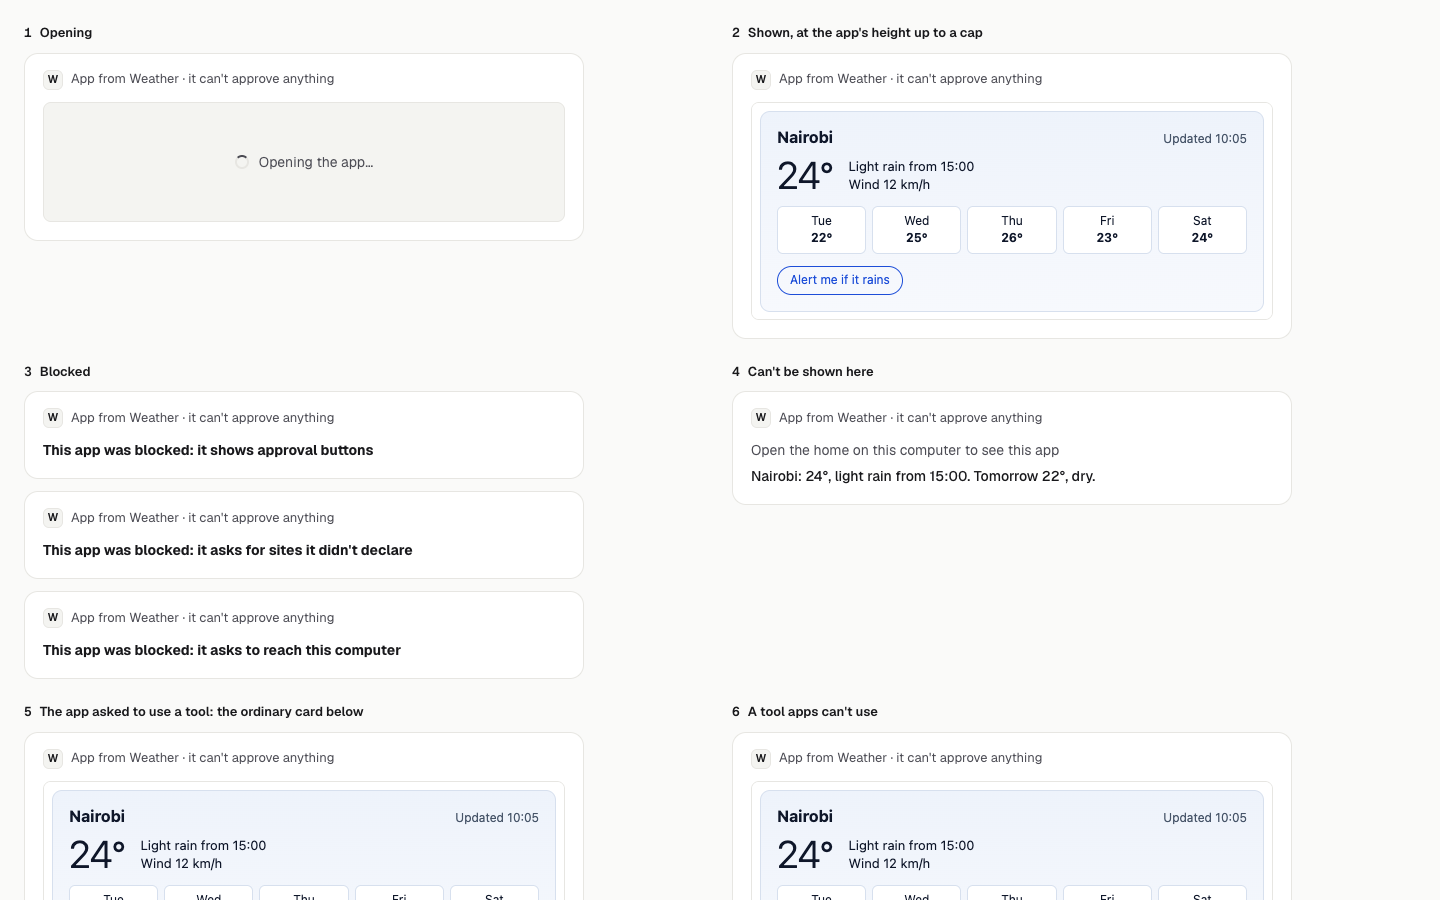 1 Opening
W App from Weather · it can't approve anything
Opening the app…
2 Shown, at the app's height up to a cap
W App from Weather · it can't approve anything
Nairobi
Updated 10:05
24°
Light rain from 15:00
Wind 12 km/h
Tue Wed Thu Fri Sat
22° 25° 26° 23° 24°
Alert me if it rains
3 Blocked
W App from Weather · it can't approve anything
This app was blocked: it shows approval buttons
W App from Weather · it can't approve anything
This app was blocked: it asks for sites it didn't declare
W App from Weather · it can't approve anything
This app was blocked: it asks to reach this computer
4 Can't be shown here
W App from Weather · it can't approve anything
Open the home on this computer to see this app
Nairobi: 24°, light rain from 15:00. Tomorrow 22°, dry.
5 The app asked to use a tool: the ordinary card below
W App from Weather · it can't approve anything
Nairobi
Updated 10:05
24°
Light rain from 15:00
Wind 12 km/h
Tue Wed Thu Fri Sat
6 A tool apps can't use
W App from Weather · it can't approve anything
Nairobi
Updated 10:05
24°
Light rain from 15:00
Wind 12 km/h
Tue Wed Thu Fri Sat